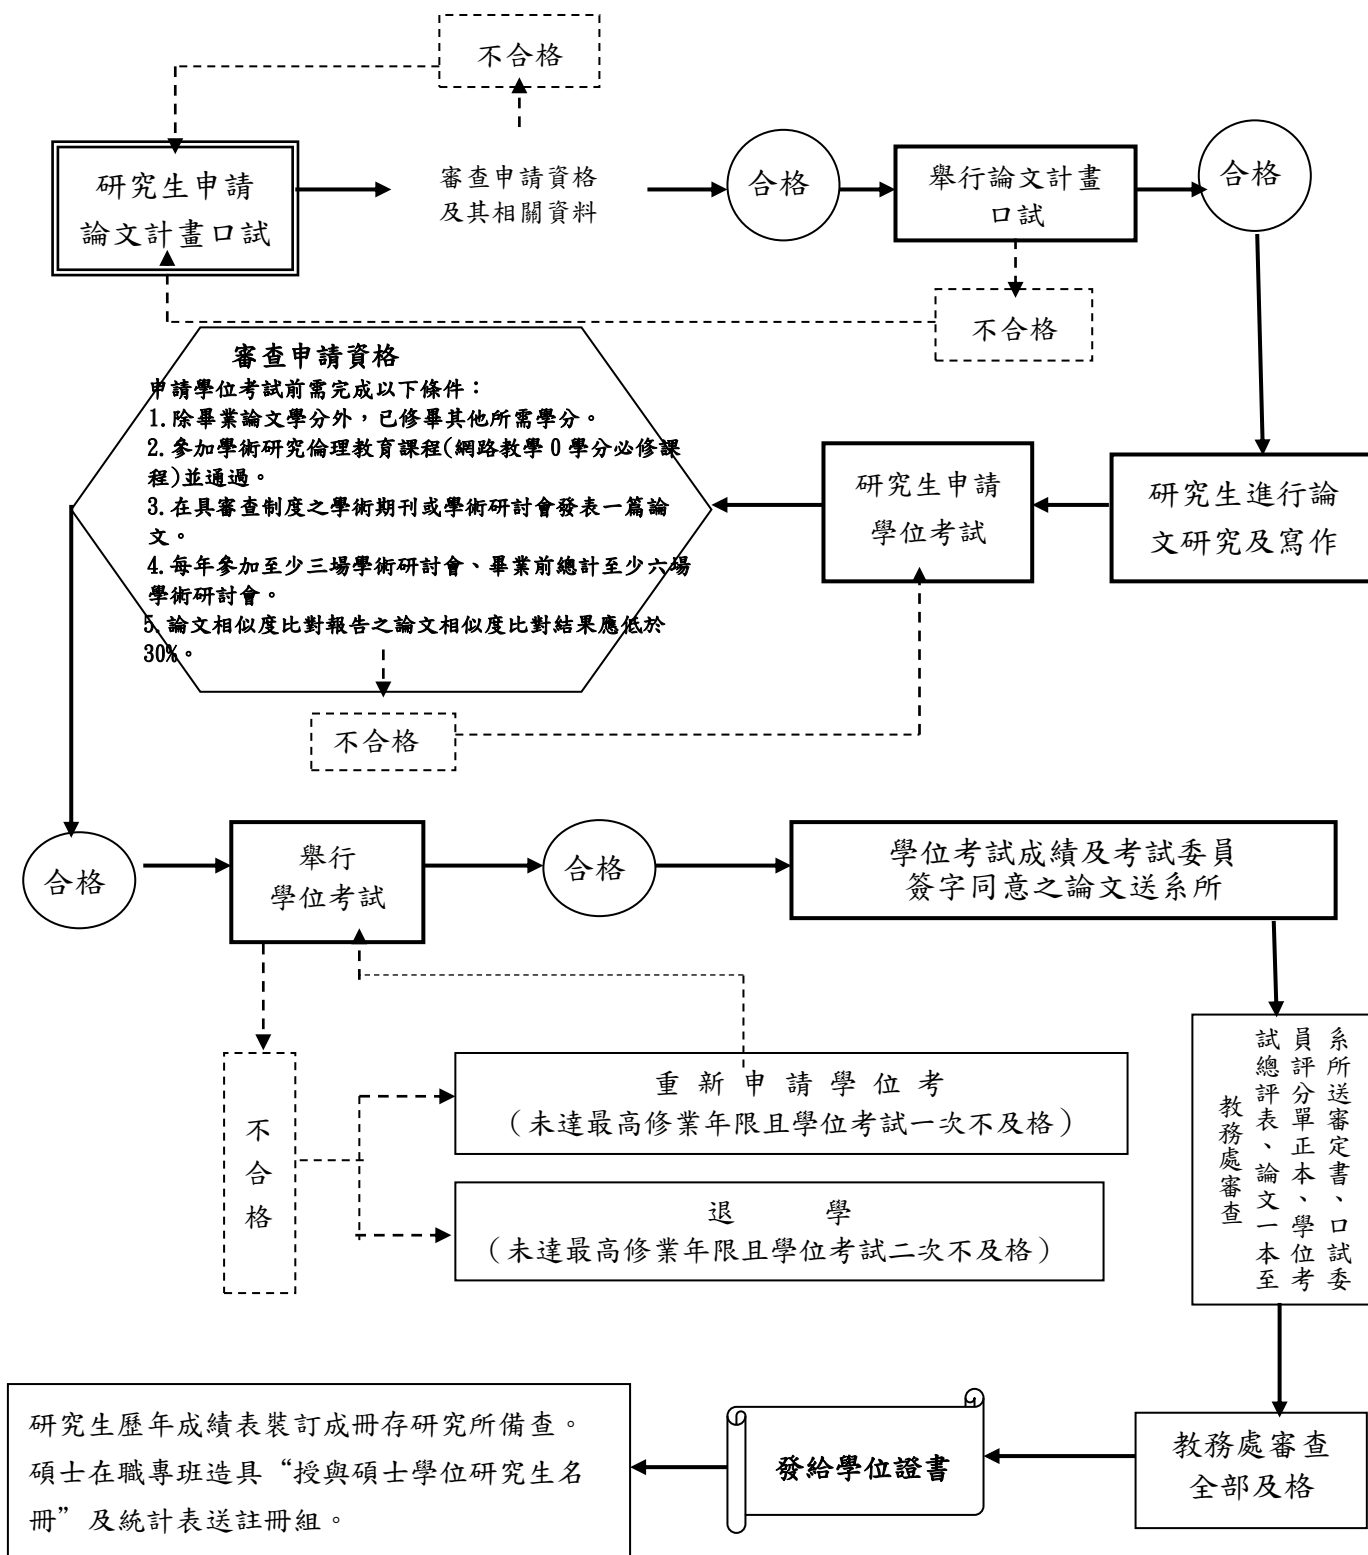 不合格
研究生申請
論文計畫口試
審查申請資格
及其相關資料
合格
舉行論文計畫
口試
合格
不合格
審查申請資格
申請學位考試前需完成以下條件：
1.除畢業論文學分外，已修畢其他所需學分。
2.參加學術研究倫理教育課程(網路教學0學分必修課
程)並通過。
3.在具審查制度之學術期刊或學術研討會發表一篇論
文。
4.每年參加至少三場學術研討會、畢業前總計至少六場
學術研討會。
5.論文相似度比對報告之論文相似度比對結果應低於
30%。
研究生申請
學位考試
研究生進行論
文研究及寫作
不合格
合格
舉行
學位考試
合格
學位考試成績及考試委員
簽字同意之論文送系所
不
合
格
重新申請學位考
（未達最高修業年限且學位考試一次不及格）
退 學
（未達最高修業年限且學位考試二次不及格）
系所送審定書、口試委
員評分單正本、學位考
試總評表、論文一本至
教務處審查
教務處審查
全部及格
發給學位證書
研究生歷年成績表裝訂成冊存研究所備查。
碩士在職專班造具“授與碩士學位研究生名
冊”及統計表送註冊組。